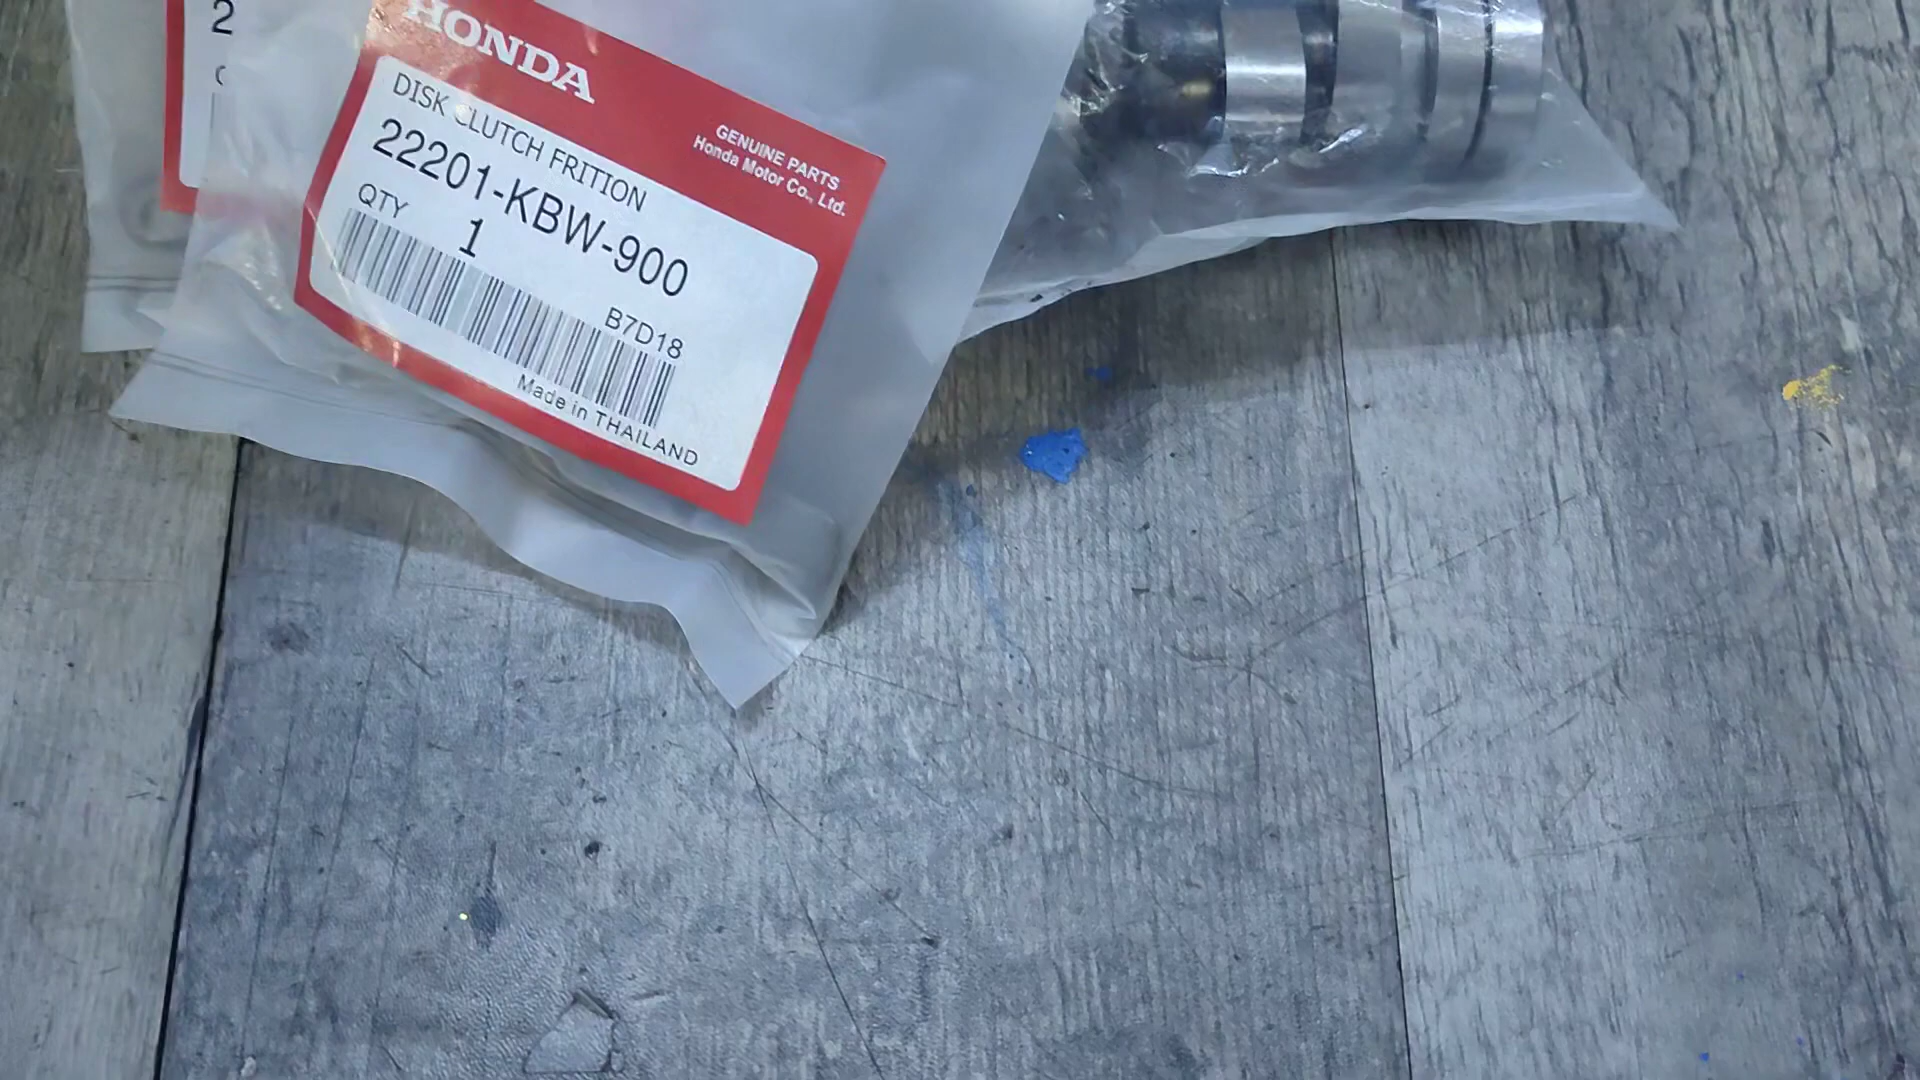 HONDA
GENUINE PARTS
Honda Motor Co., Ltd.
DISK CLUTCH FRITION
22201-KBW-900
QTY 1
B7D18
Made in THAILAND
2